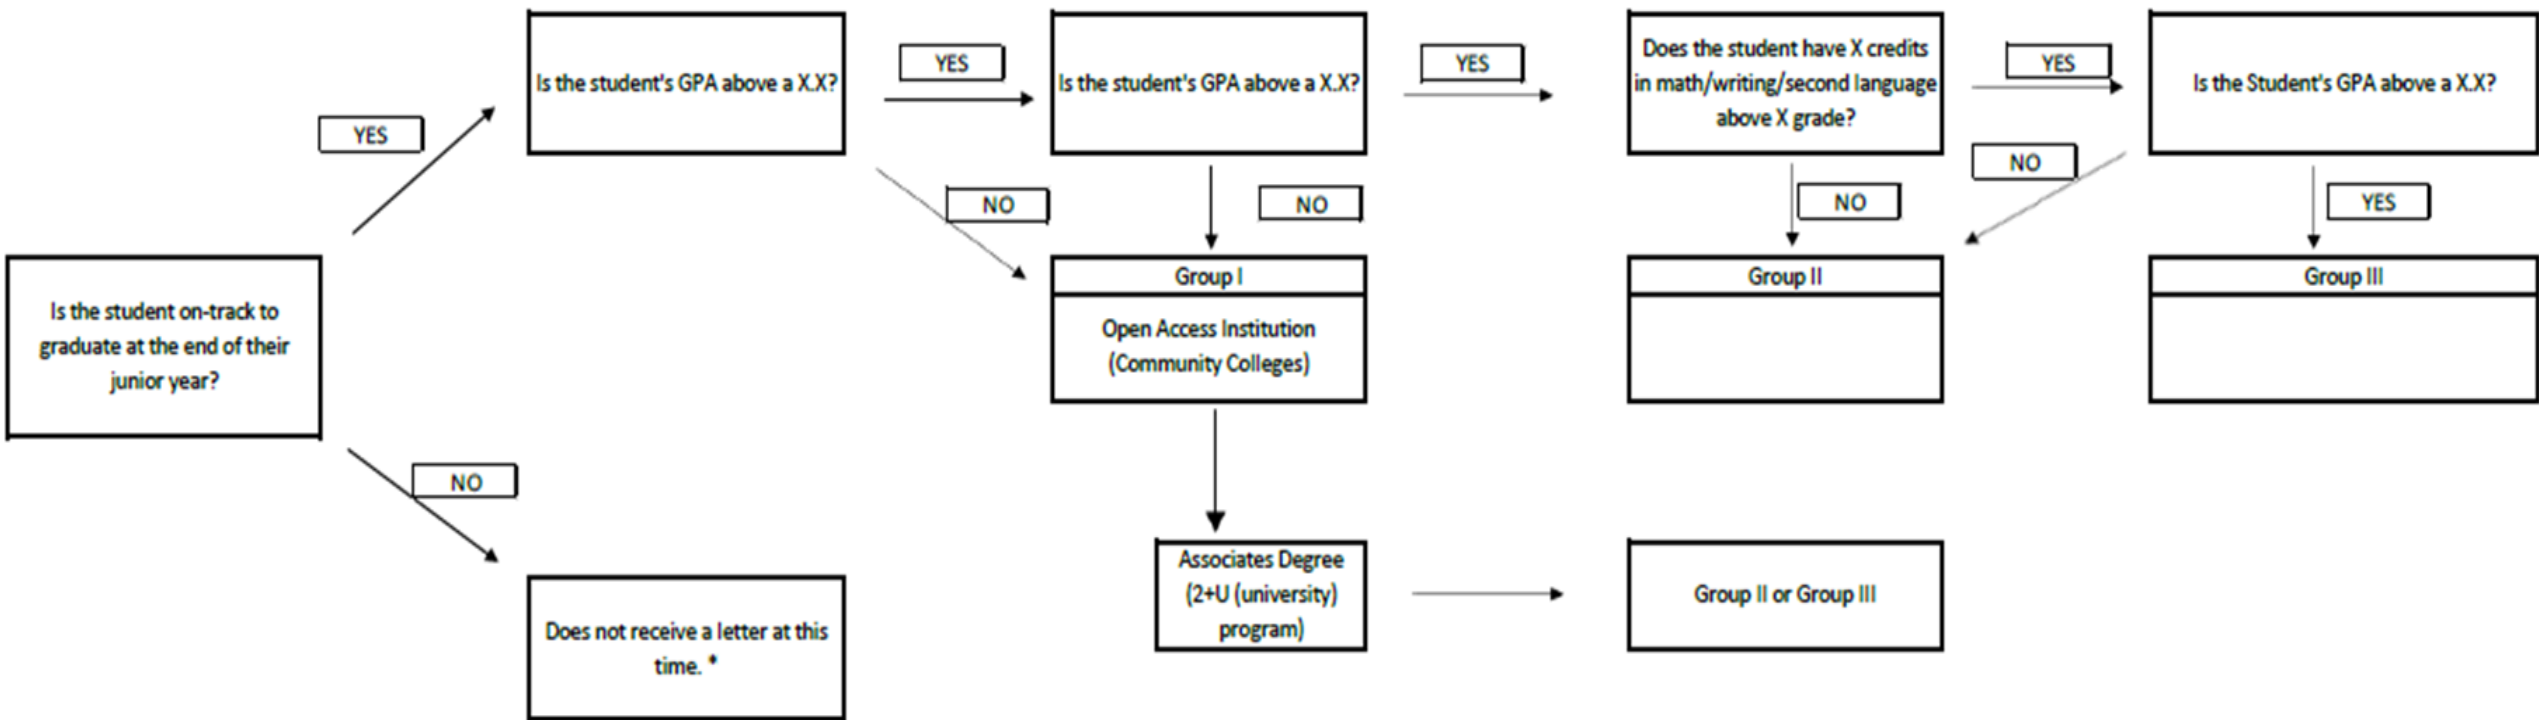 Is the student on-track to
graduate at the end of their
junior year?
YES
NO
Does not receive a letter at this
time. *
Is the student's GPA above a X.X?
YES
NO
Is the student's GPA above a X.X?
YES
NO
Group I
Open Access Institution
(Community Colleges)
Associates Degree
(2+U (university)
program)
Group II or Group III
Does the student have X credits
in math/writing/second language
above X grade?
YES
NO
NO
Group II
Is the Student's GPA above a X.X?
YES
Group III